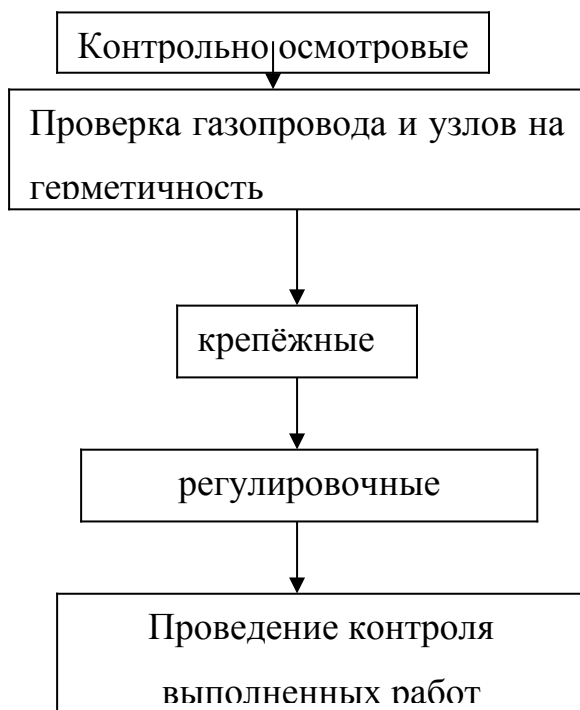 Контрольно осмотровые
Проверка газопровода и узлов на
герметичность
крепёжные
регулировочные
Проведение контроля
выполненных работ